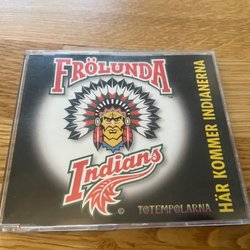 FRÖLUNDA
Indians
©
TOTEMPOLARNA
HÄR KOMMER INDIANERNA